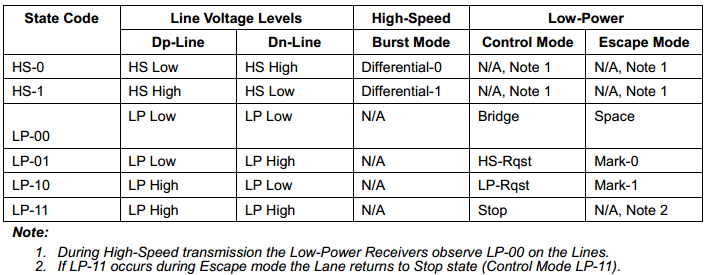 State Code Line Voltage Levels High-Speed Low-Power
Dp-Line Dn-Line Burst Mode Control Mode Escape Mode
HS-0 HS Low HS High Differential-0 N/A, Note 1 N/A, Note 1
HS-1 HS High HS Low Differential-1 N/A, Note 1 N/A, Note 1
LP-00 LP Low LP Low N/A Bridge Space
LP-01 LP Low LP High N/A HS-Rqst Mark-0
LP-10 LP High LP Low N/A LP-Rqst Mark-1
LP-11 LP High LP High N/A Stop N/A, Note 2
Note:
1. During High-Speed transmission the Low-Power Receivers observe LP-00 on the Lines.
2. If LP-11 occurs during Escape mode the Lane returns to Stop state (Control Mode LP-11).